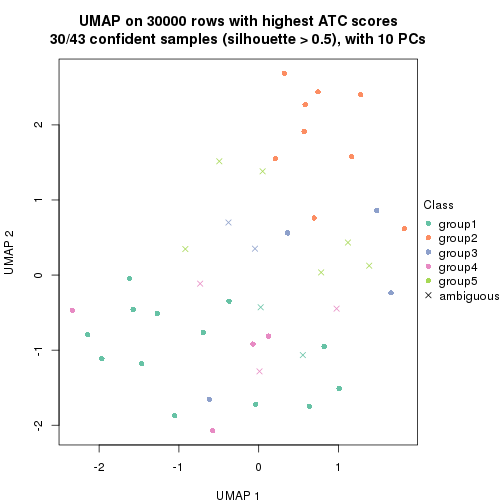 UMAP on 30000 rows with highest ATC scores
30/43 confident samples (silhouette > 0.5), with 10 PCs
UMAP 2
2
1
0
-1
-2
-2
-1
0
1
UMAP 1
Class
group1
group2
group3
group4
group5
ambiguous